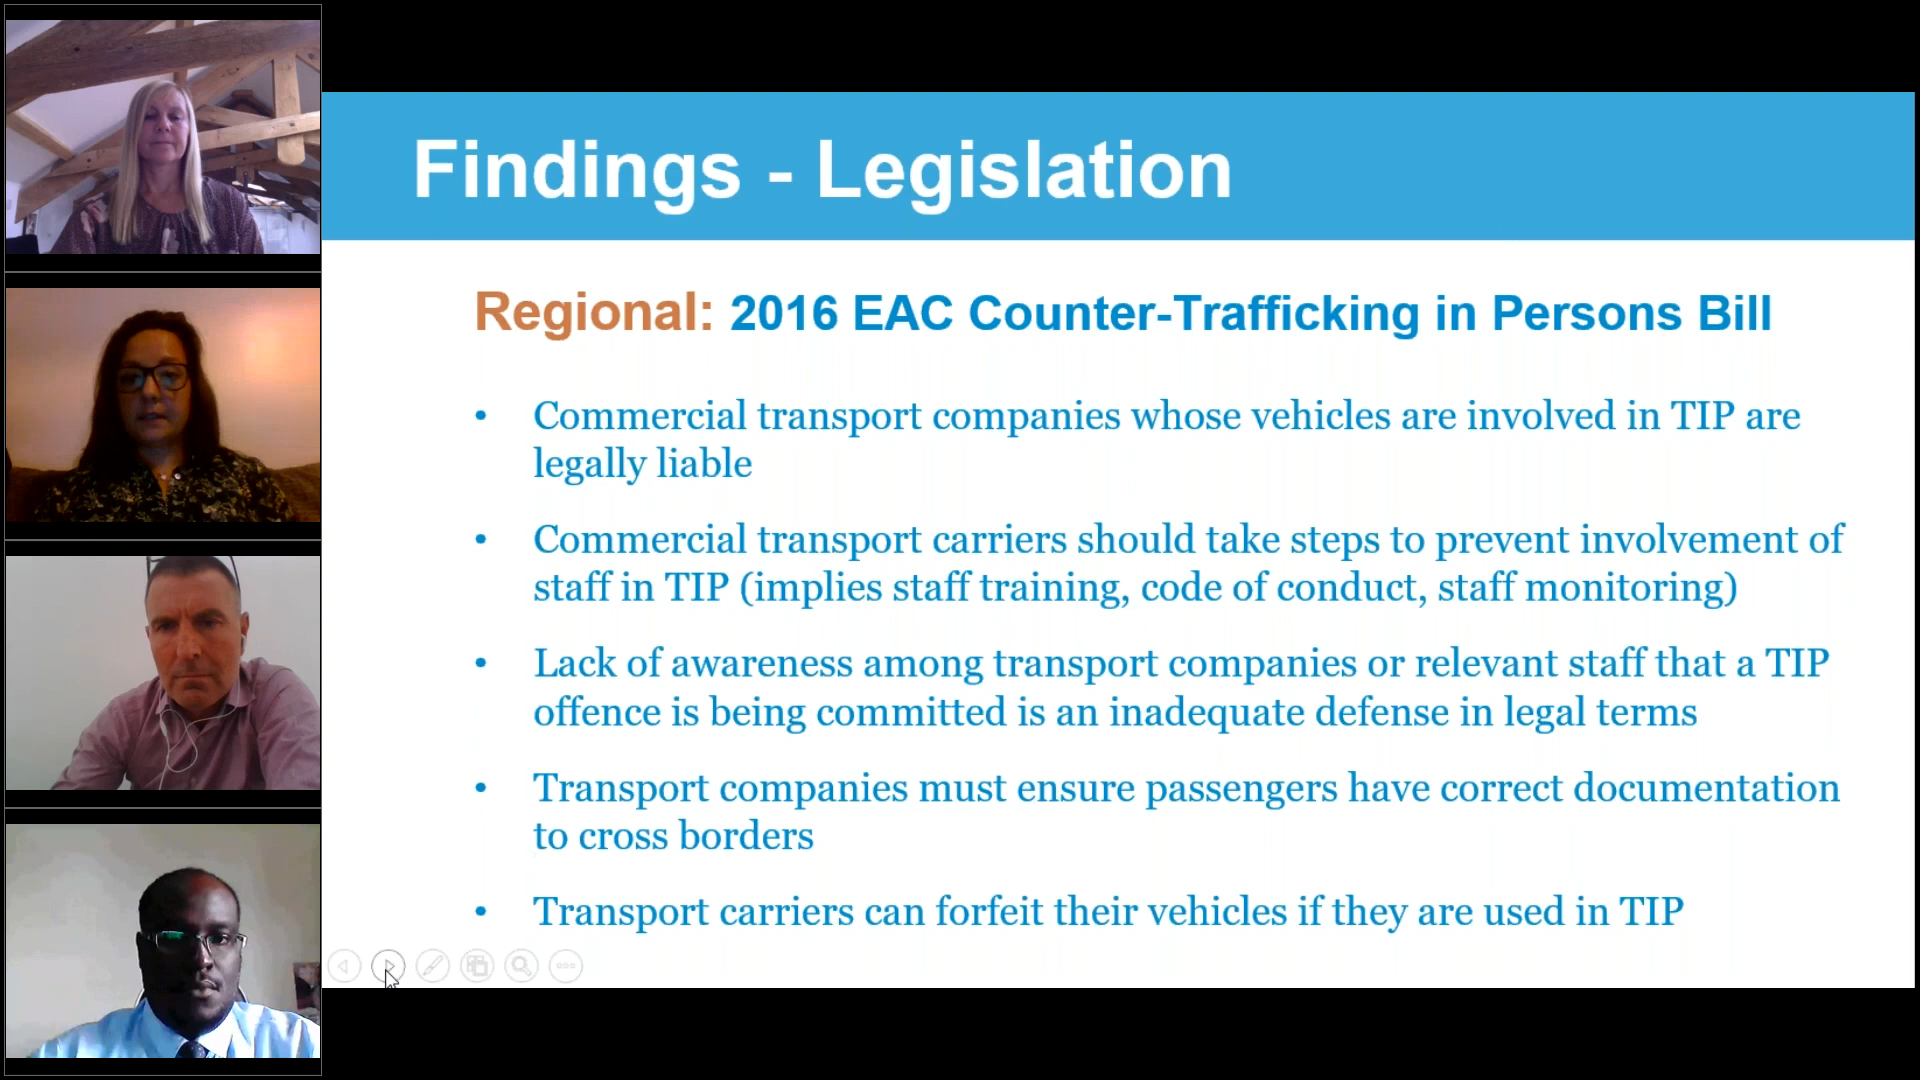 Findings - Legislation
Regional: 2016 EAC Counter-Trafficking in Persons Bill
• Commercial transport companies whose vehicles are involved in TIP are
legally liable
• Commercial transport carriers should take steps to prevent involvement of
staff in TIP (implies staff training, code of conduct, staff monitoring)
• Lack of awareness among transport companies or relevant staff that a TIP
offence is being committed is an inadequate defense in legal terms
• Transport companies must ensure passengers have correct documentation
to cross borders
• Transport carriers can forfeit their vehicles if they are used in TIP